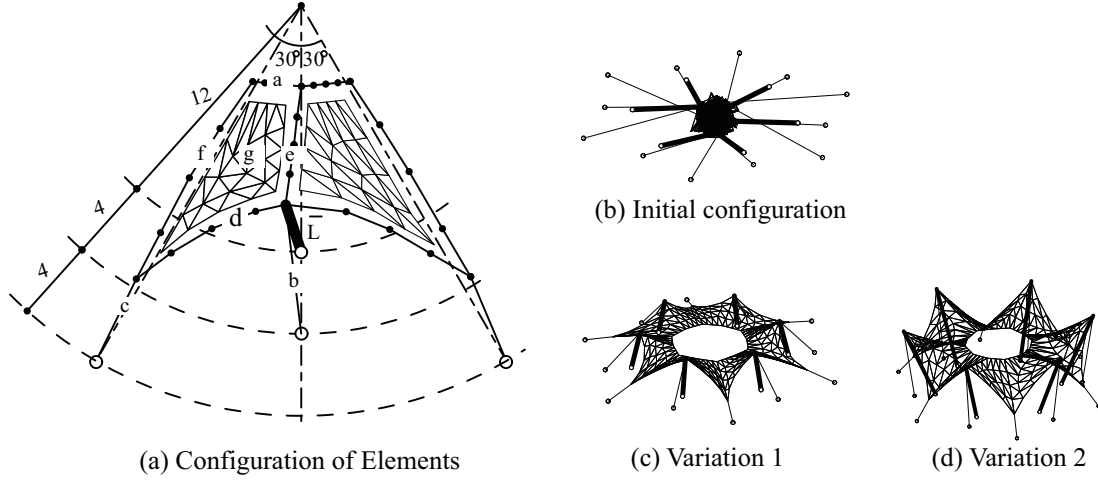 30° 30°
a
12
f
g
e
4
d
L̅
4
b
c
(a) Configuration of Elements
(b) Initial configuration
(c) Variation 1
(d) Variation 2